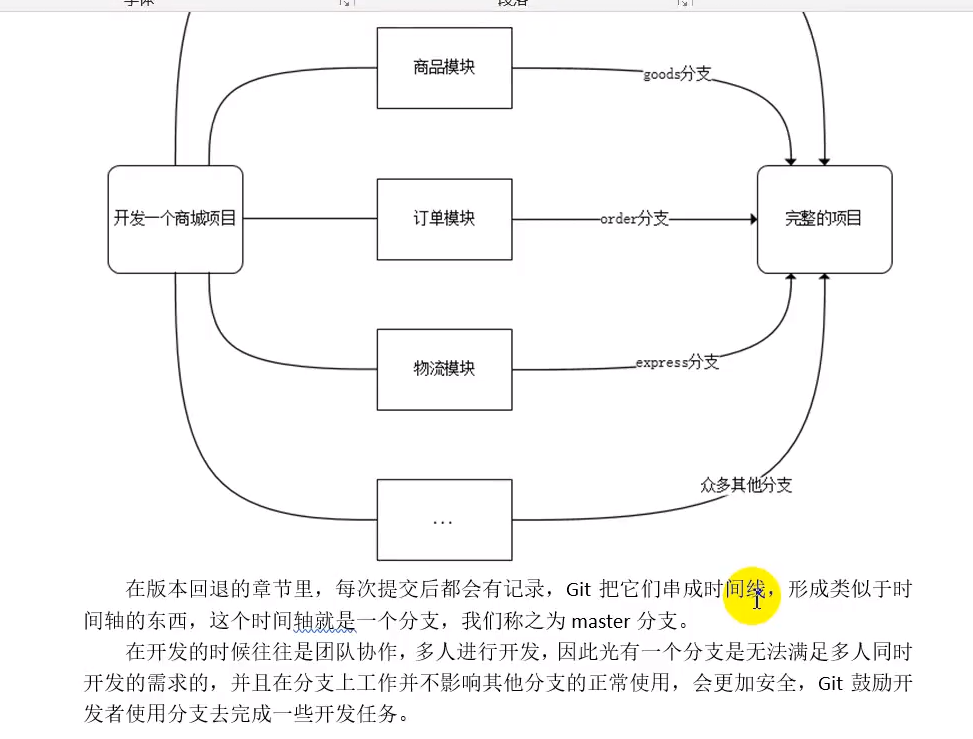 字体 段落
商品模块 goods分支
开发一个商城项目 订单模块 order分支 完整的项目
物流模块 express分支
众多其他分支
...
在版本回退的章节里，每次提交后都会有记录，Git 把它们串成时间线，形成类似于时
间轴的东西，这个时间轴就是一个分支，我们称之为 master 分支。
在开发的时候往往是团队协作，多人进行开发，因此光有一个分支是无法满足多人同时
开发的需求的，并且在分支上工作并不影响其他分支的正常使用，会更加安全，Git 鼓励开
发者使用分支去完成一些开发任务。